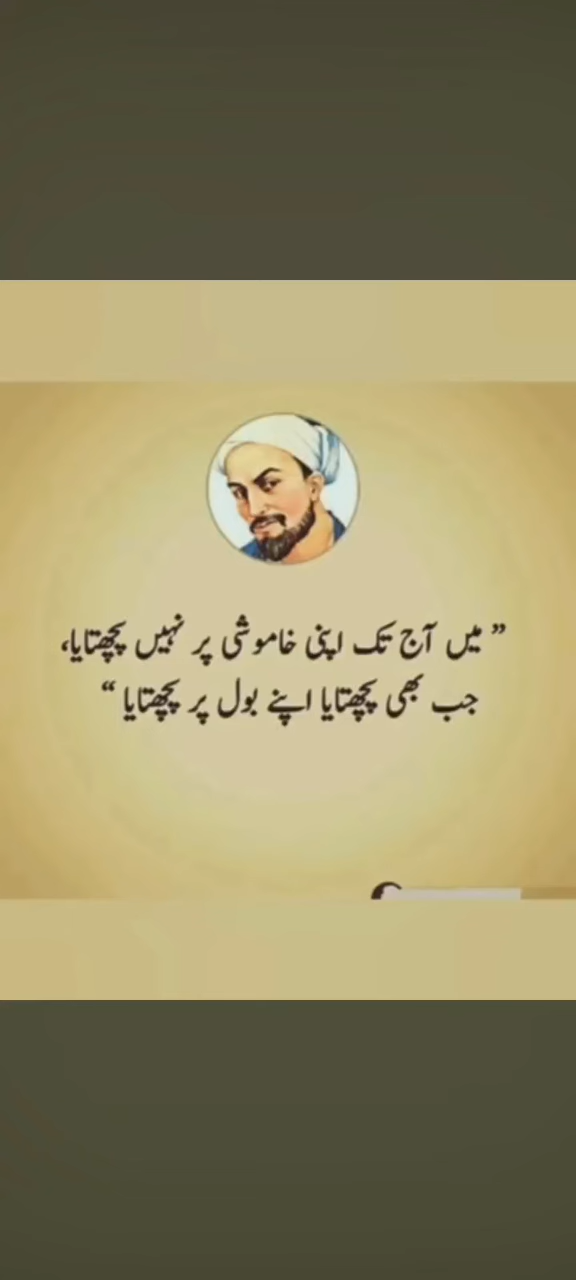 ” میں آج تک اپنی خاموشی پر نہیں پچھتایا،
جب بھی پچھتایا اپنے بول پر پچھتایا “